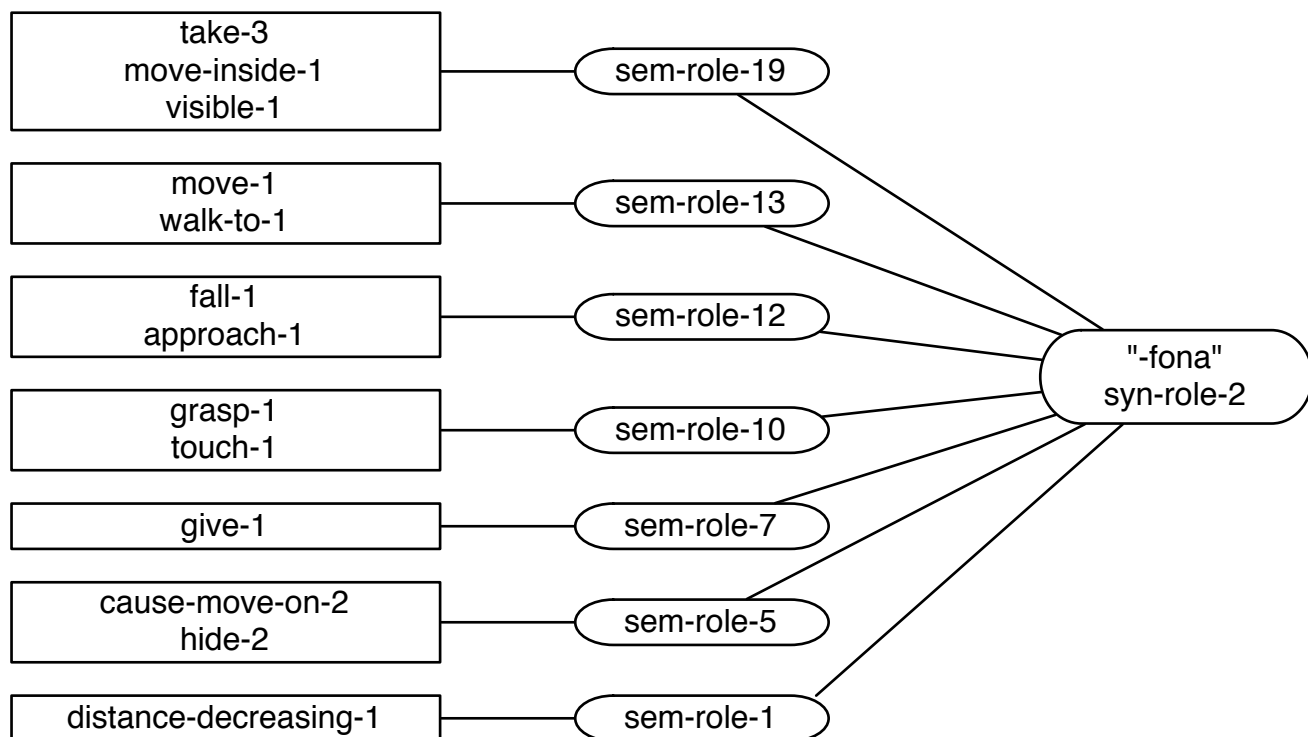 take-3
move-inside-1
visible-1
sem-role-19
move-1
walk-to-1
sem-role-13
fall-1
approach-1
sem-role-12
grasp-1
touch-1
sem-role-10
give-1
sem-role-7
cause-move-on-2
hide-2
sem-role-5
distance-decreasing-1
sem-role-1
"-fona"
syn-role-2